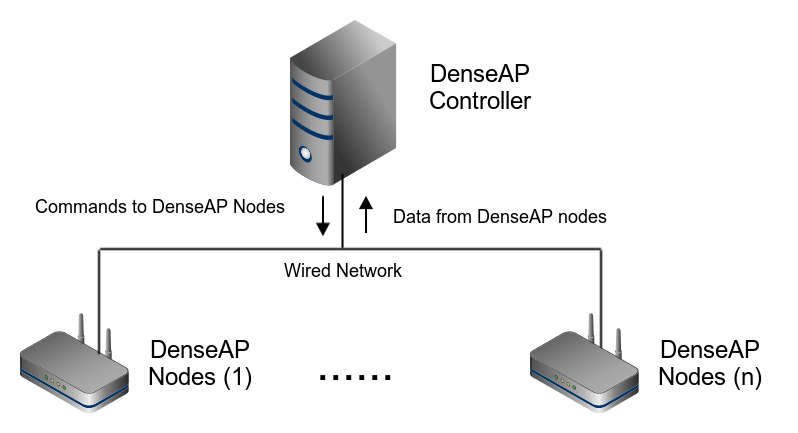 DenseAP
Controller
Commands to DenseAP Nodes
Data from DenseAP nodes
Wired Network
DenseAP
Nodes (1)
......
DenseAP
Nodes (n)